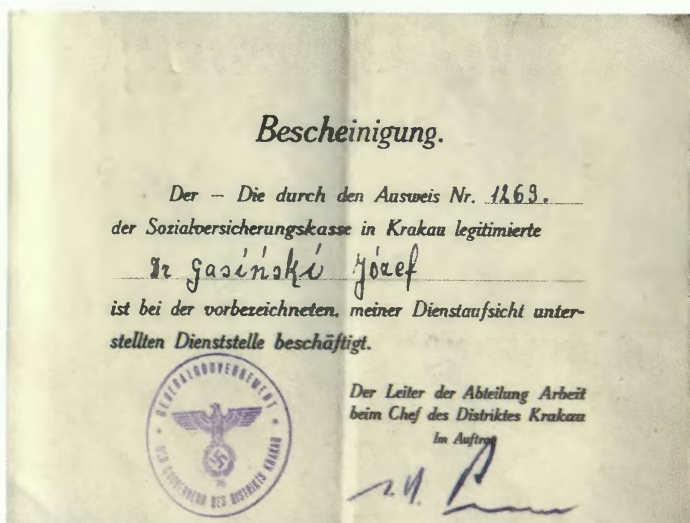 Bescheinigung.
Der – Die durch den Ausweis Nr. 1269.
der Sozialversicherungskasse in Krakau legitimierte
Dr Gasiński Józef
ist bei der vorbezeichneten, meiner Dienstaufsicht unter-
stellten Dienststelle beschäftigt.
GENERALGOUVERNEMENT
DER GOUVERNEUR DES DISTRIKTS KRAKAU
Der Leiter der Abteilung Arbeit
beim Chef des Distriktes Krakau
Im Auftrag